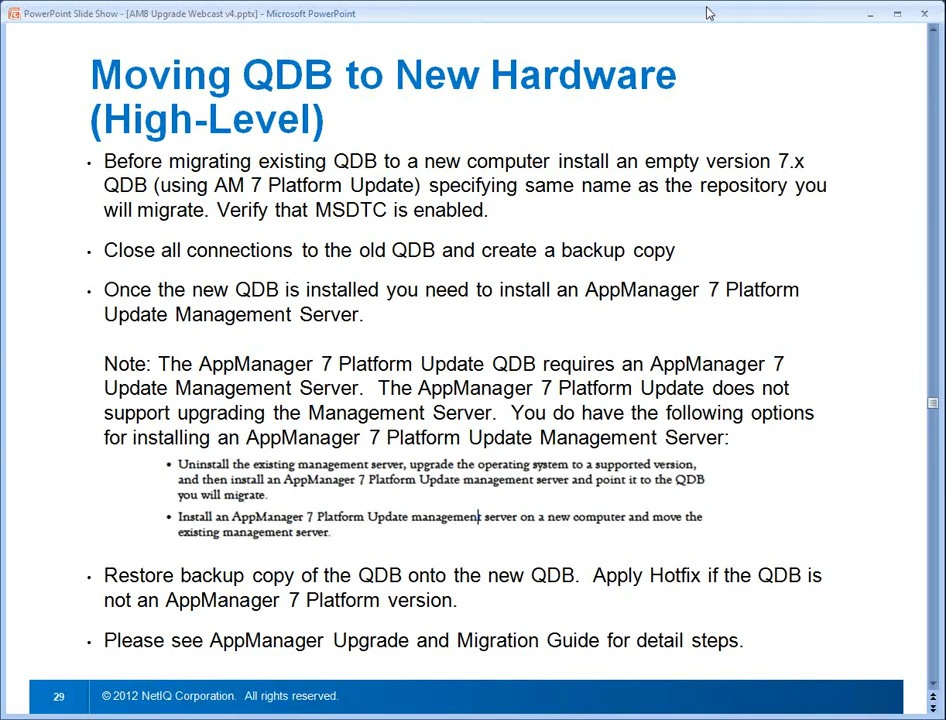 PowerPoint Slide Show - [AM8 Upgrade Webcast v4.pptx] - Microsoft PowerPoint
Moving QDB to New Hardware
(High-Level)
• Before migrating existing QDB to a new computer install an empty version 7.x
QDB (using AM 7 Platform Update) specifying same name as the repository you
will migrate. Verify that MSDTC is enabled.
• Close all connections to the old QDB and create a backup copy
• Once the new QDB is installed you need to install an AppManager 7 Platform
Update Management Server.
Note: The AppManager 7 Platform Update QDB requires an AppManager 7
Update Management Server. The AppManager 7 Platform Update does not
support upgrading the Management Server. You do have the following options
for installing an AppManager 7 Platform Update Management Server:
• Uninstall the existing management server, upgrade the operating system to a supported version,
and then install an AppManager 7 Platform Update management server and point it to the QDB
you will migrate.
• Install an AppManager 7 Platform Update management server on a new computer and move the
existing management server.
• Restore backup copy of the QDB onto the new QDB. Apply Hotfix if the QDB is
not an AppManager 7 Platform version.
• Please see AppManager Upgrade and Migration Guide for detail steps.
29 © 2012 NetIQ Corporation. All rights reserved.